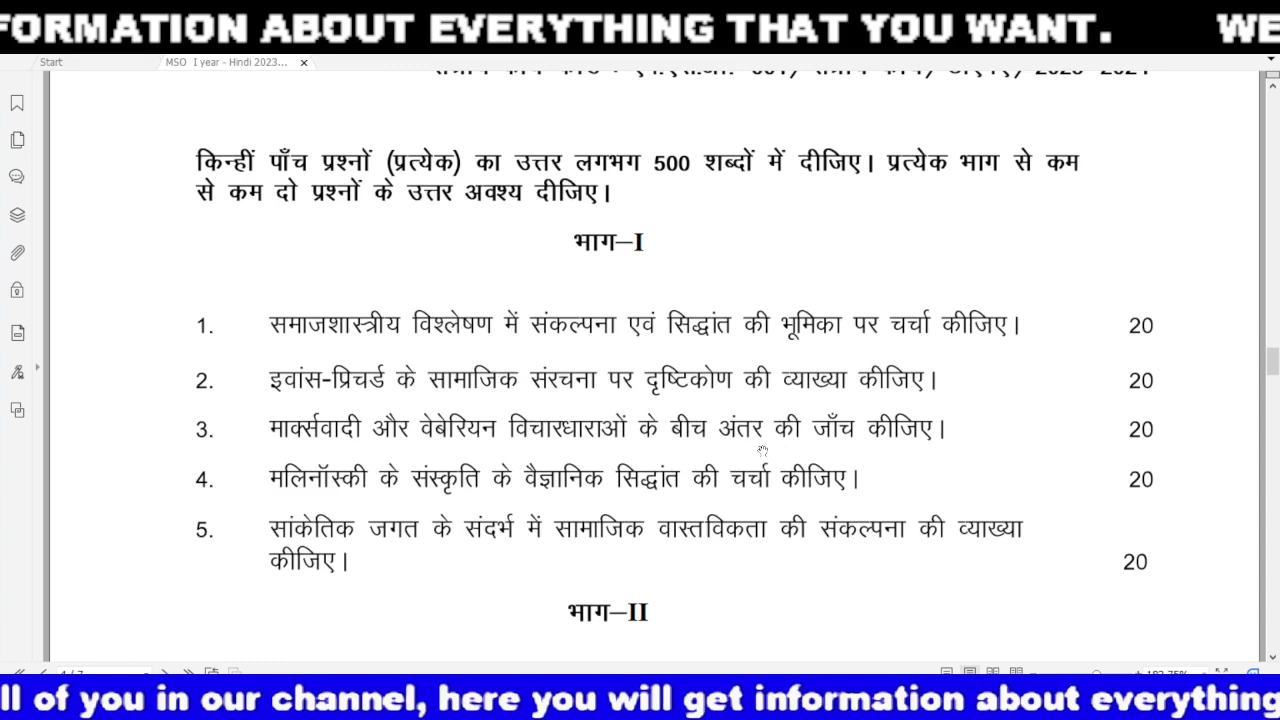 FORMATION ABOUT EVERYTHING THAT YOU WANT. WE
Start MSO I year - Hindi 2023... ×
किन्हीं पाँच प्रश्नों (प्रत्येक) का उत्तर लगभग 500 शब्दों में दीजिए। प्रत्येक भाग से कम
से कम दो प्रश्नों के उत्तर अवश्य दीजिए।
भाग–I
1. समाजशास्त्रीय विश्लेषण में संकल्पना एवं सिद्धांत की भूमिका पर चर्चा कीजिए। 20
2. इवांस-प्रिचर्ड के सामाजिक संरचना पर दृष्टिकोण की व्याख्या कीजिए। 20
3. मार्क्सवादी और वेबेरियन विचारधाराओं के बीच अंतर की जाँच कीजिए। 20
4. मलिनॉस्की के संस्कृति के वैज्ञानिक सिद्धांत की चर्चा कीजिए। 20
5. सांकेतिक जगत के संदर्भ में सामाजिक वास्तविकता की संकल्पना की व्याख्या
कीजिए। 20
भाग–II
ll of you in our channel, here you will get information about everything